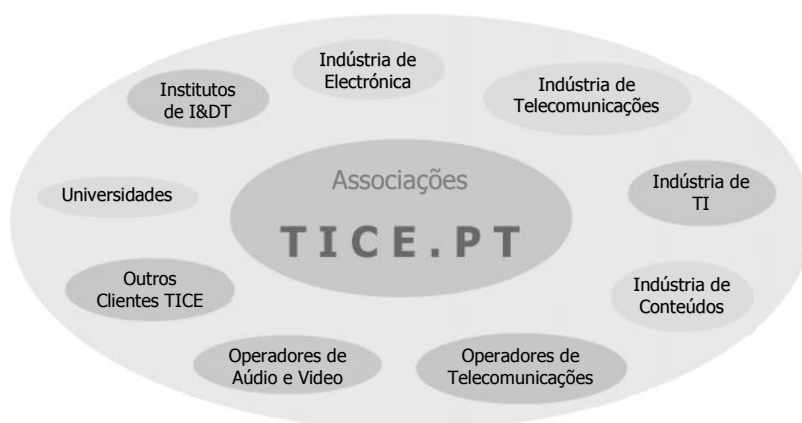 Indústria de
Electrónica
Indústria de
Telecomunicações
Institutos
de I&DT
Associações
TICE.PT
Universidades
Indústria de
TI
Outros
Clientes TICE
Indústria de
Conteúdos
Operadores de
Aúdio e Video
Operadores de
Telecomunicações